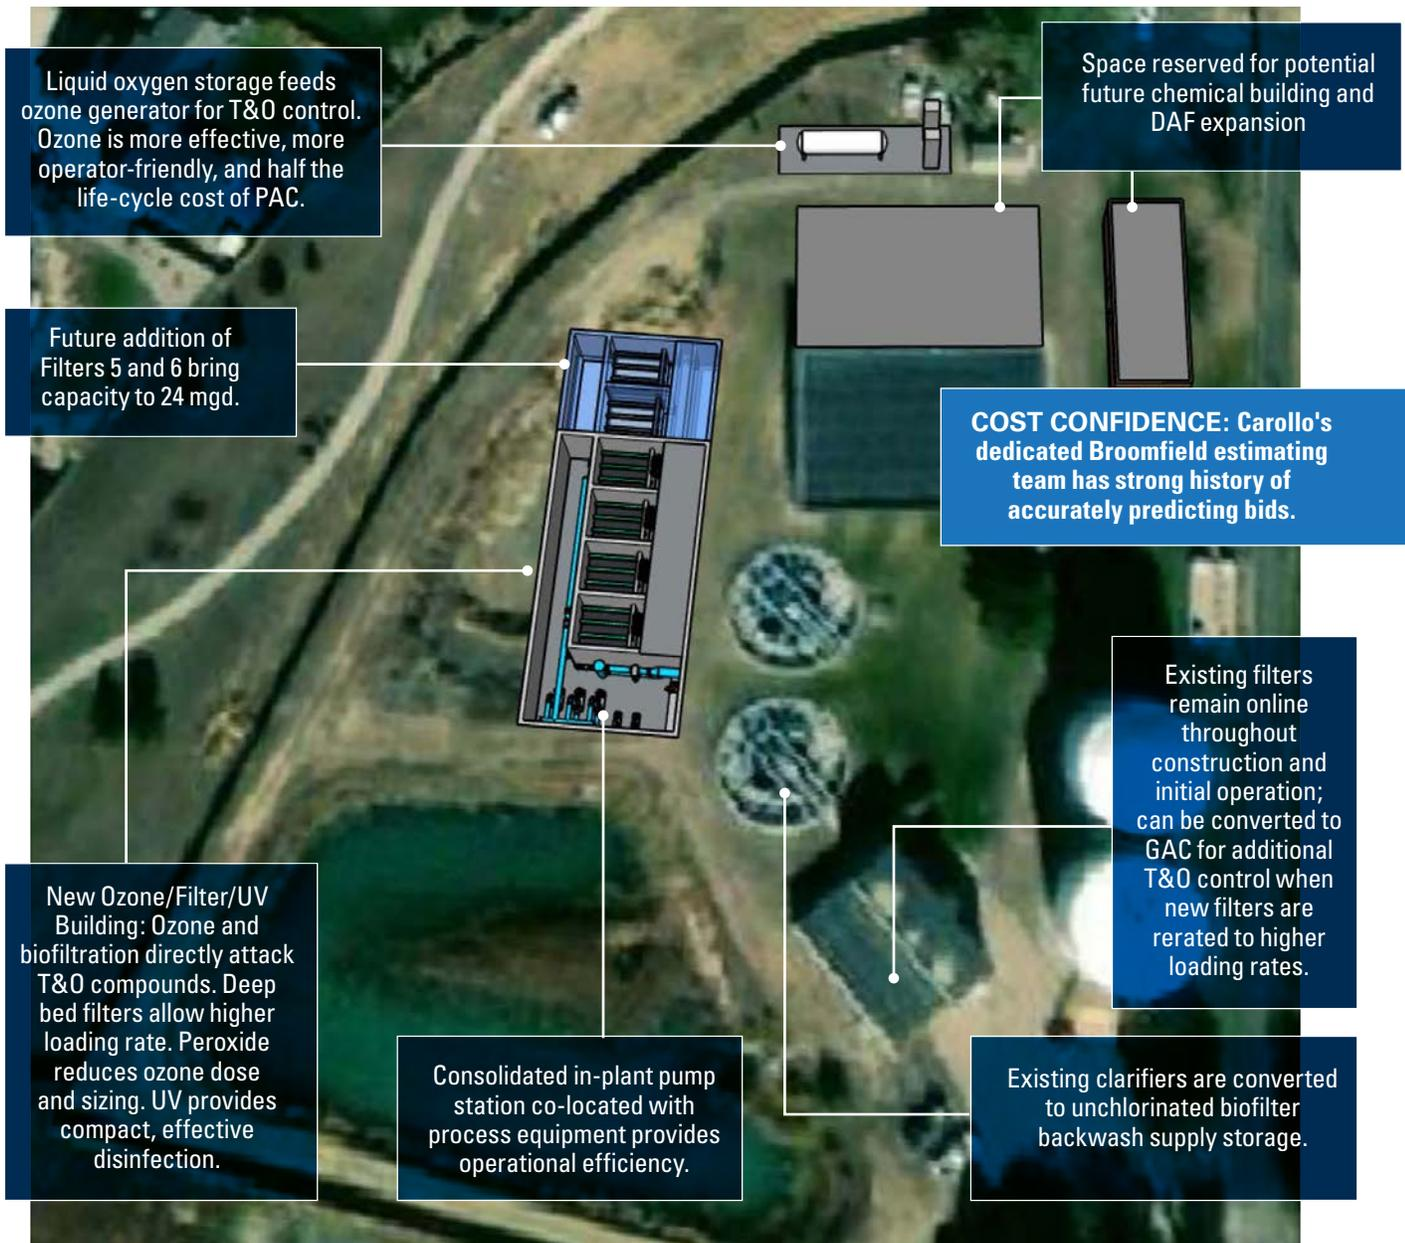 Liquid oxygen storage feeds
ozone generator for T&O control.
Ozone is more effective, more
operator-friendly, and half the
life-cycle cost of PAC.
Space reserved for potential
future chemical building and
DAF expansion
Future addition of
Filters 5 and 6 bring
capacity to 24 mgd.
COST CONFIDENCE: Carollo's
dedicated Broomfield estimating
team has strong history of
accurately predicting bids.
Existing filters
remain online
throughout
construction and
initial operation;
can be converted to
GAC for additional
T&O control when
new filters are
rerated to higher
loading rates.
New Ozone/Filter/UV
Building: Ozone and
biofiltration directly attack
T&O compounds. Deep
bed filters allow higher
loading rate. Peroxide
reduces ozone dose
and sizing. UV provides
compact, effective
disinfection.
Consolidated in-plant pump
station co-located with
process equipment provides
operational efficiency.
Existing clarifiers are converted
to unchlorinated biofilter
backwash supply storage.